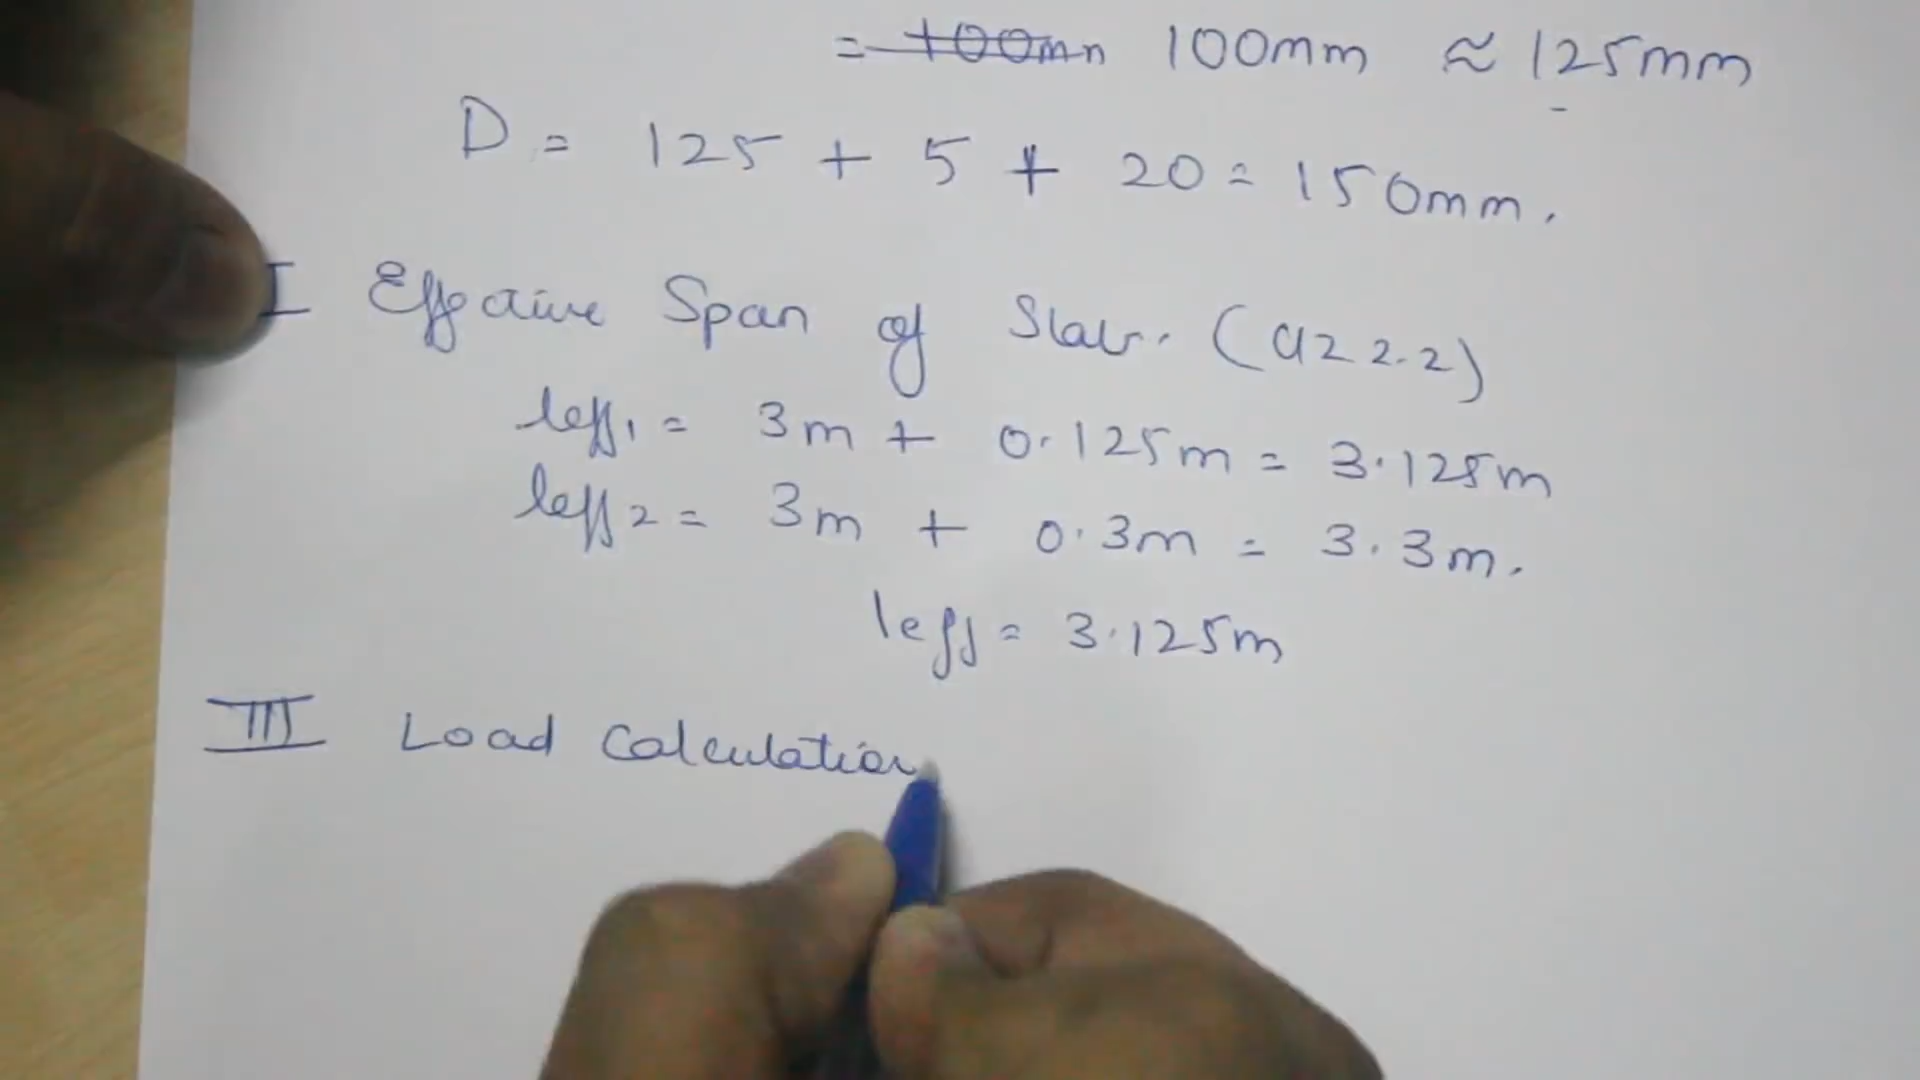 = 100mm 100mm ≈ 125mm
D = 125 + 5 + 20 = 150mm.
I Effective Span of Slab. (Cl 22.2)
leff1 = 3m + 0.125m = 3.125m
leff2 = 3m + 0.3m = 3.3m.
leff = 3.125m
III Load Calculation